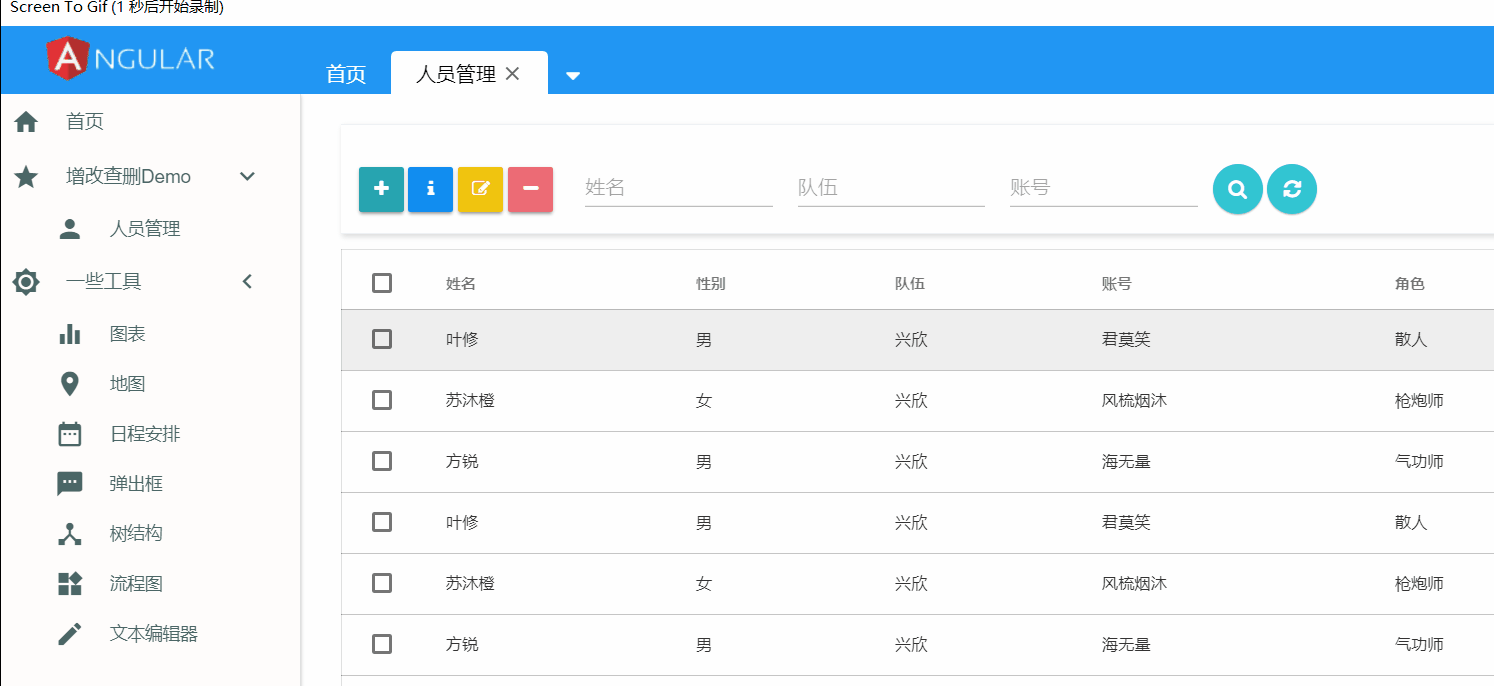 Screen To Gif (1 秒后开始录制)
ANGULAR
首页 人员管理
首页
增改查删Demo
人员管理
一些工具
图表
地图
日程安排
弹出框
树结构
流程图
文本编辑器
姓名 队伍 账号
姓名 性别 队伍 账号 角色
叶修 男 兴欣 君莫笑 散人
苏沐橙 女 兴欣 风梳烟沐 枪炮师
方锐 男 兴欣 海无量 气功师
叶修 男 兴欣 君莫笑 散人
苏沐橙 女 兴欣 风梳烟沐 枪炮师
方锐 男 兴欣 海无量 气功师